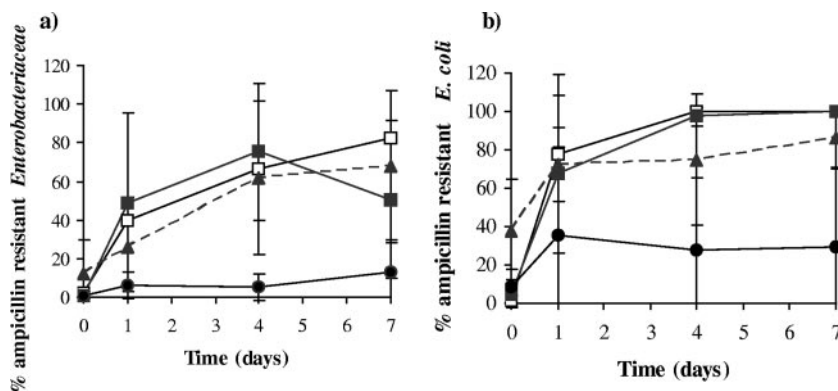 a)
% ampicillin resistant Enterobacteriaceae
120
100
80
60
40
20
0
0 1 2 3 4 5 6 7
Time (days)
b)
% ampicillin resistant E. coli
120
100
80
60
40
20
0
0 1 2 3 4 5 6 7
Time (days)